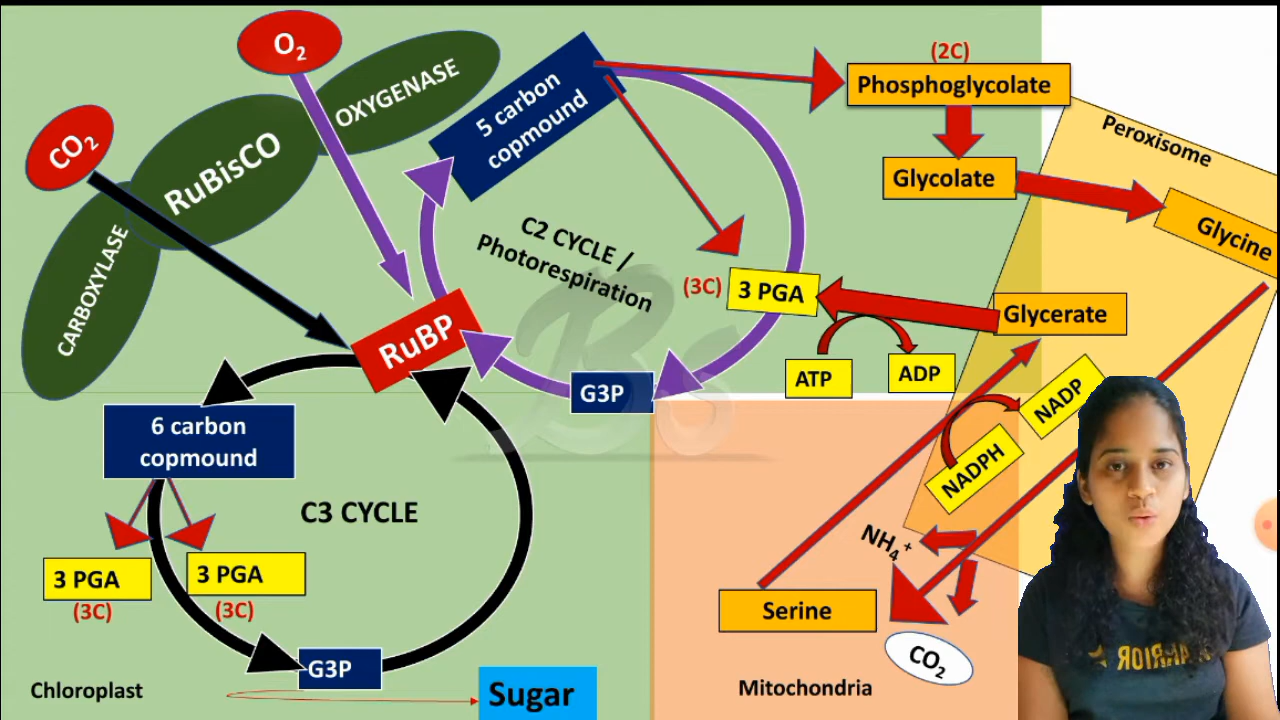 O2
CO2
RuBisCO
OXYGENASE
CARBOXYLASE
5 carbon
copmound
(2C)
Phosphoglycolate
Glycolate
Peroxisome
Glycine
C2 CYCLE /
Photorespiration
(3C)
3 PGA
Glycerate
ATP
ADP
RuBP
G3P
NADP
NADPH
6 carbon
copmound
C3 CYCLE
3 PGA
(3C)
3 PGA
(3C)
NH4+
Serine
CO2
G3P
Chloroplast
Sugar
Mitochondria
Bs